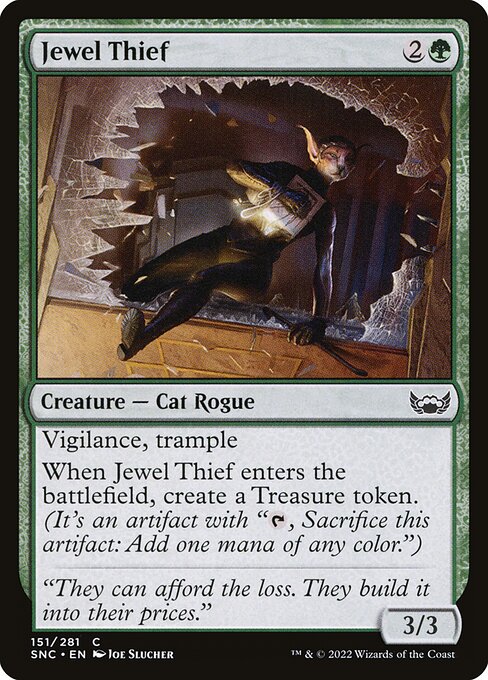 Jewel Thief 2
Creature — Cat Rogue
Vigilance, trample
When Jewel Thief enters the
battlefield, create a Treasure token.
(It's an artifact with “, Sacrifice this
artifact: Add one mana of any color.”)
“They can afford the loss. They build it
into their prices.”
3/3
151/281 C
SNC • EN Joe Slucher
™ & © 2022 Wizards of the Coast